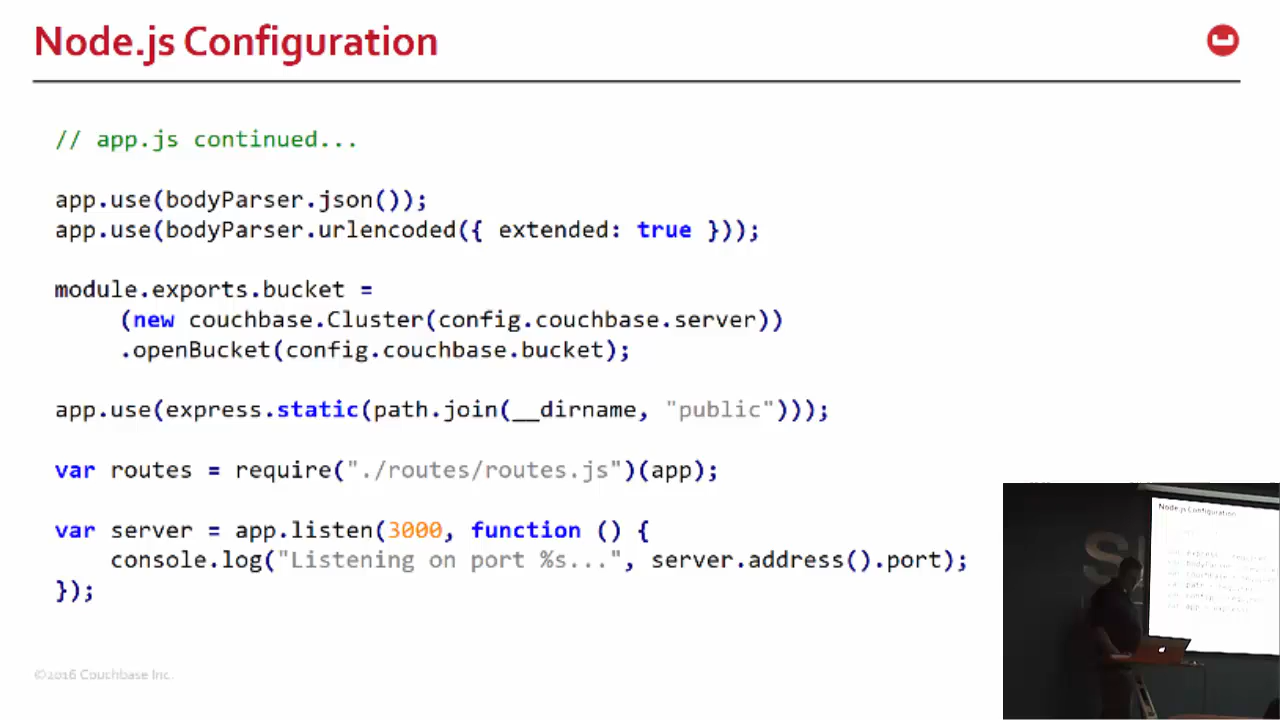 Node.js Configuration
// app.js continued...
app.use(bodyParser.json());
app.use(bodyParser.urlencoded({ extended: true }));
module.exports.bucket =
(new couchbase.Cluster(config.couchbase.server))
.openBucket(config.couchbase.bucket);
app.use(express.static(path.join(__dirname, "public")));
var routes = require("./routes/routes.js")(app);
var server = app.listen(3000, function () {
console.log("Listening on port %s...", server.address().port);
});
©2016 Couchbase Inc.
Node.js Configuration